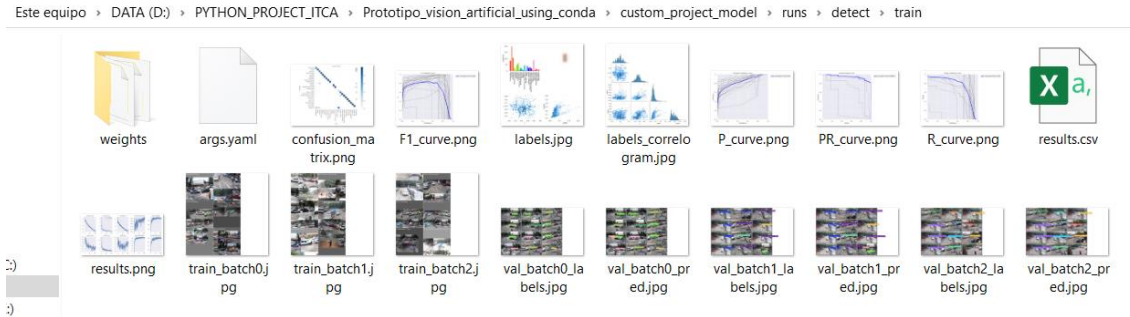 Este equipo › DATA (D:) › PYTHON_PROJECT_ITCA › Prototipo_vision_artificial_using_conda › custom_project_model › runs › detect › train
weights
args.yaml
confusion_ma
trix.png
F1_curve.png
labels.jpg
labels_correlo
gram.jpg
P_curve.png
PR_curve.png
R_curve.png
X a,
results.csv
results.png
train_batch0.j
pg
train_batch1.j
pg
train_batch2.j
pg
val_batch0_la
bels.jpg
val_batch0_pr
ed.jpg
val_batch1_la
bels.jpg
val_batch1_pr
ed.jpg
val_batch2_la
bels.jpg
val_batch2_pr
ed.jpg
:)
:)